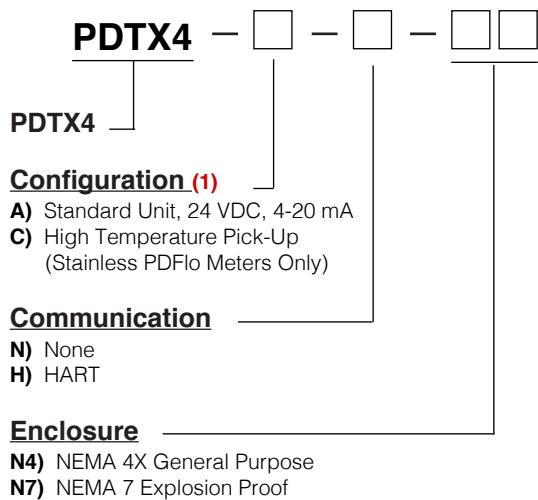 PDTX4 – □ – □ – □□
PDTX4
Configuration (1)
A) Standard Unit, 24 VDC, 4-20 mA
C) High Temperature Pick-Up
(Stainless PDFlo Meters Only)
Communication
N) None
H) HART
Enclosure
N4) NEMA 4X General Purpose
N7) NEMA 7 Explosion Proof